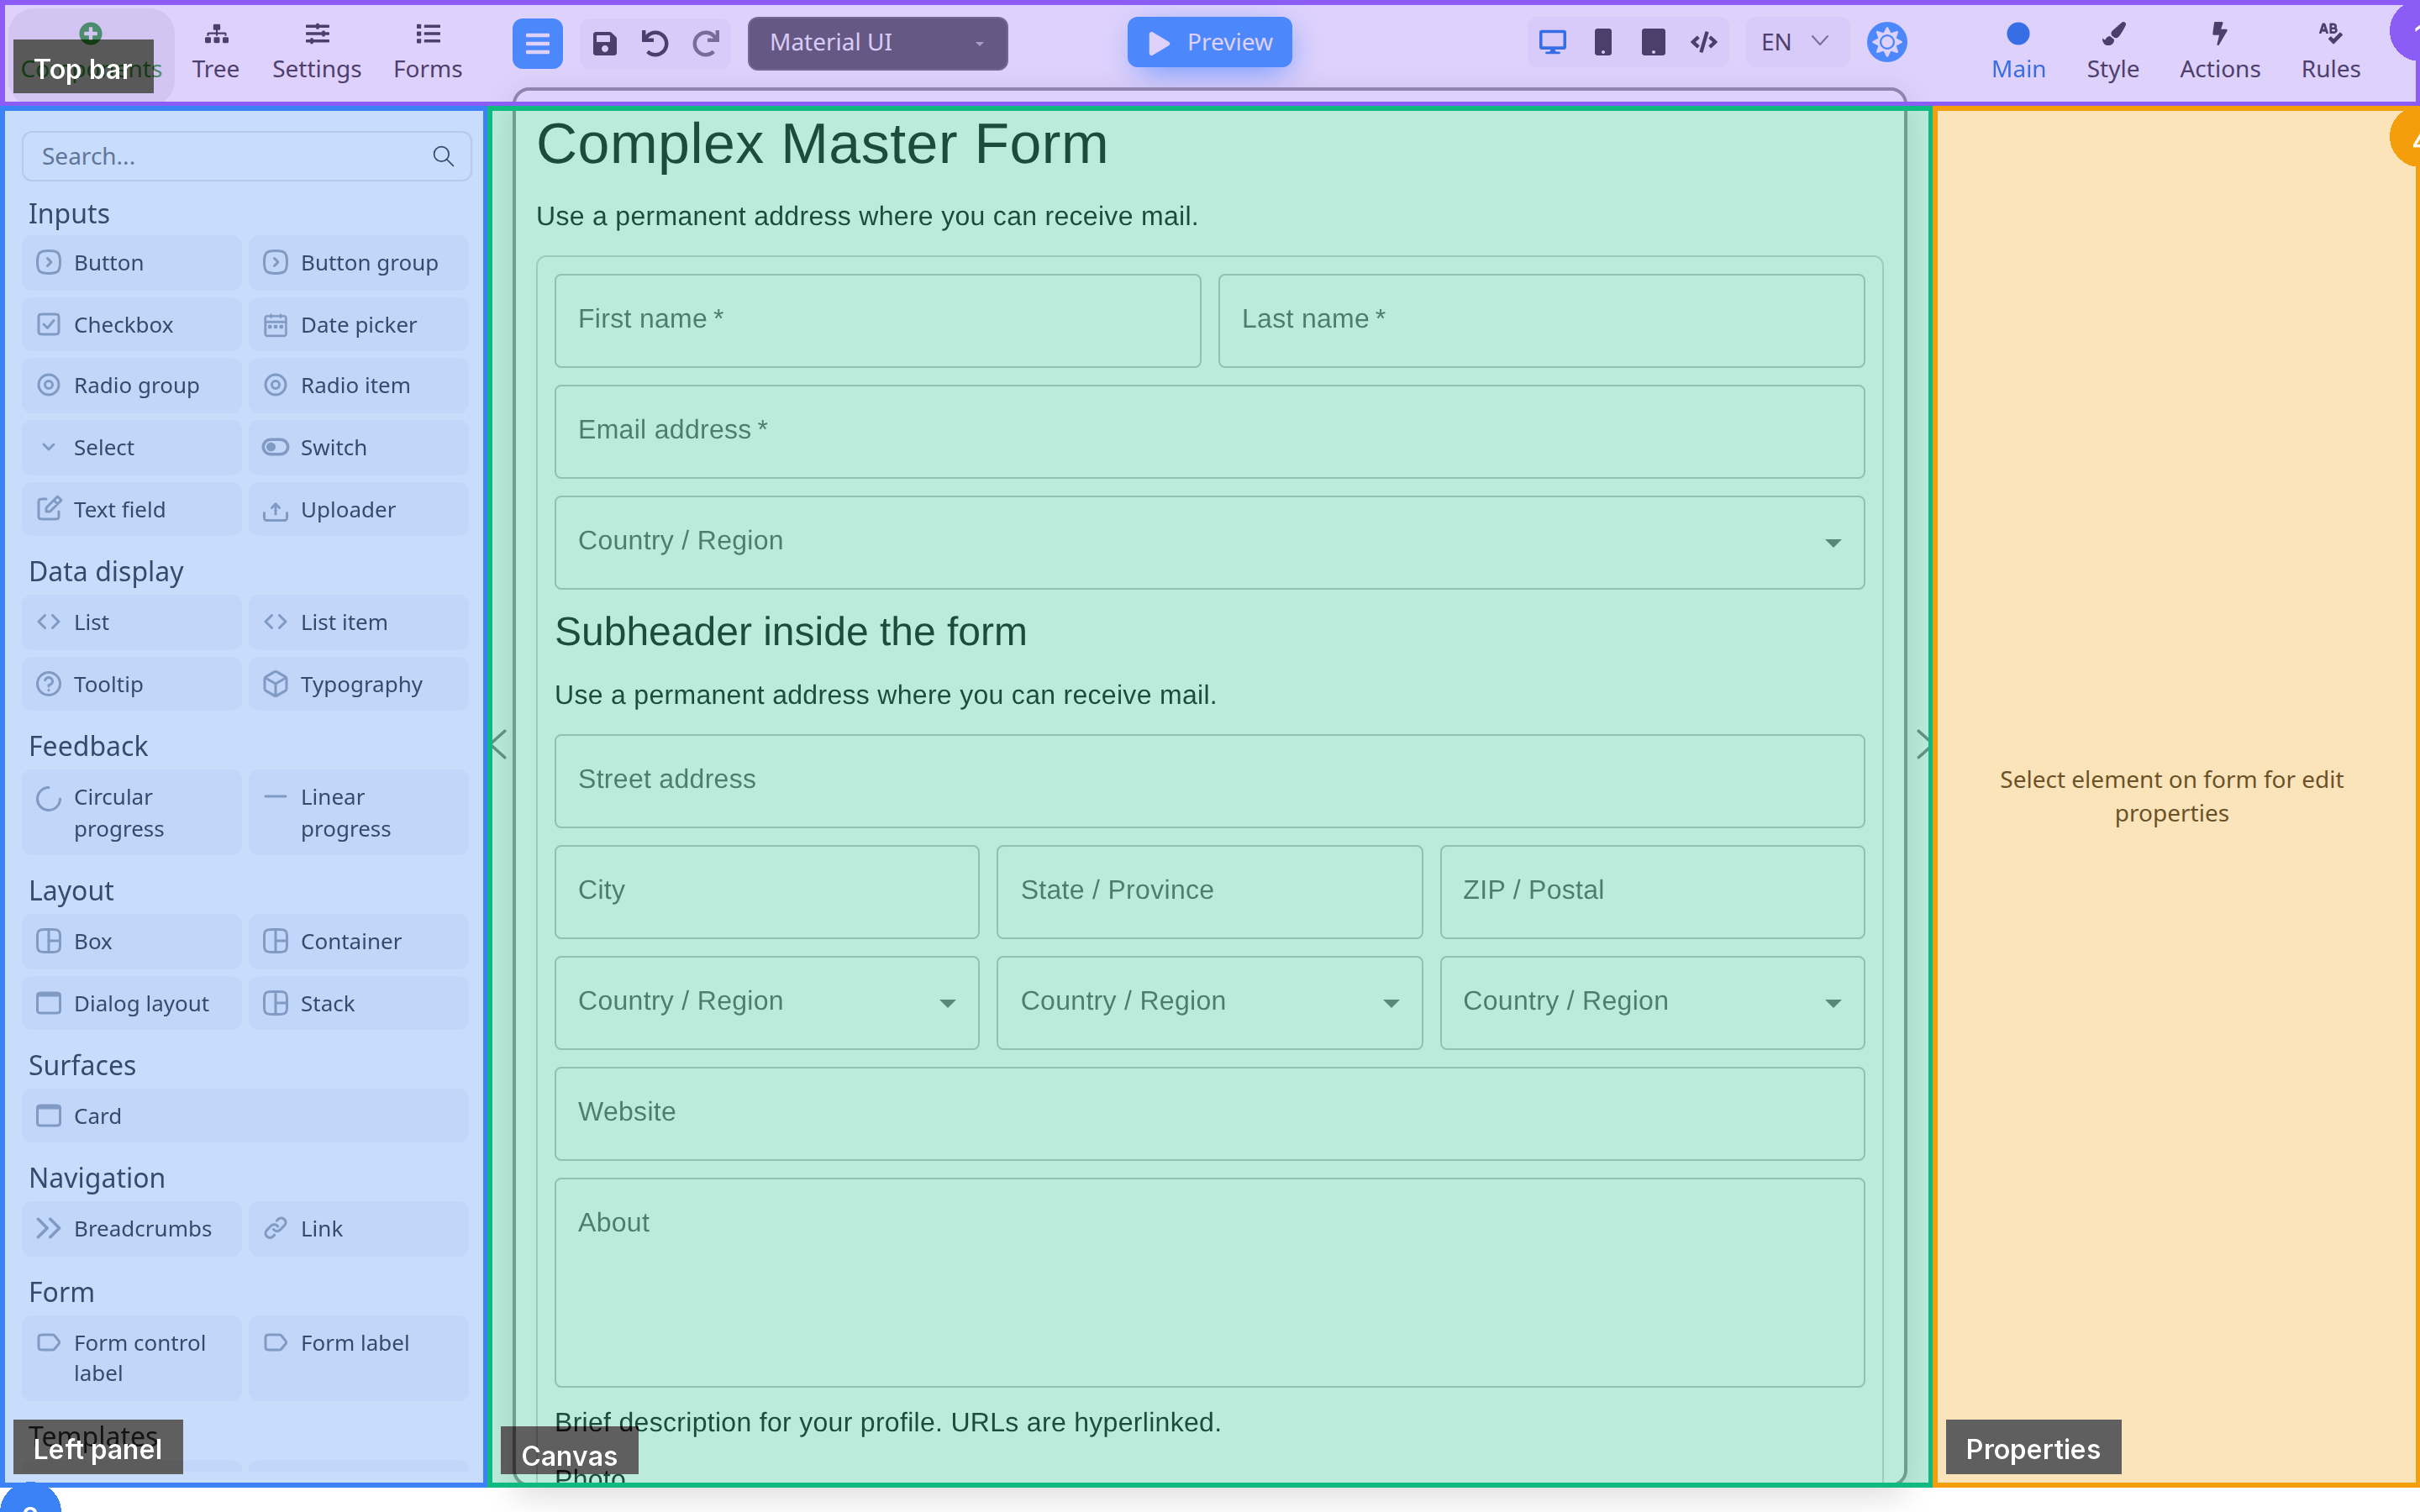 Components
Top bar
Tree
Settings
Forms
Material UI
Preview
EN
Main
Style
Actions
Rules
Search...
Inputs
Button
Button group
Checkbox
Date picker
Radio group
Radio item
Select
Switch
Text field
Uploader
Data display
List
List item
Tooltip
Typography
Feedback
Circular
progress
Linear
progress
Layout
Box
Container
Dialog layout
Stack
Surfaces
Card
Navigation
Breadcrumbs
Link
Form
Form control
label
Form label
Templates
Left panel
Complex Master Form
Use a permanent address where you can receive mail.
First name *
Last name *
Email address *
Country / Region
Subheader inside the form
Use a permanent address where you can receive mail.
Street address
City
State / Province
ZIP / Postal
Country / Region
Country / Region
Country / Region
Website
About
Brief description for your profile. URLs are hyperlinked.
Canvas
Photo
Select element on form for edit
properties
Properties